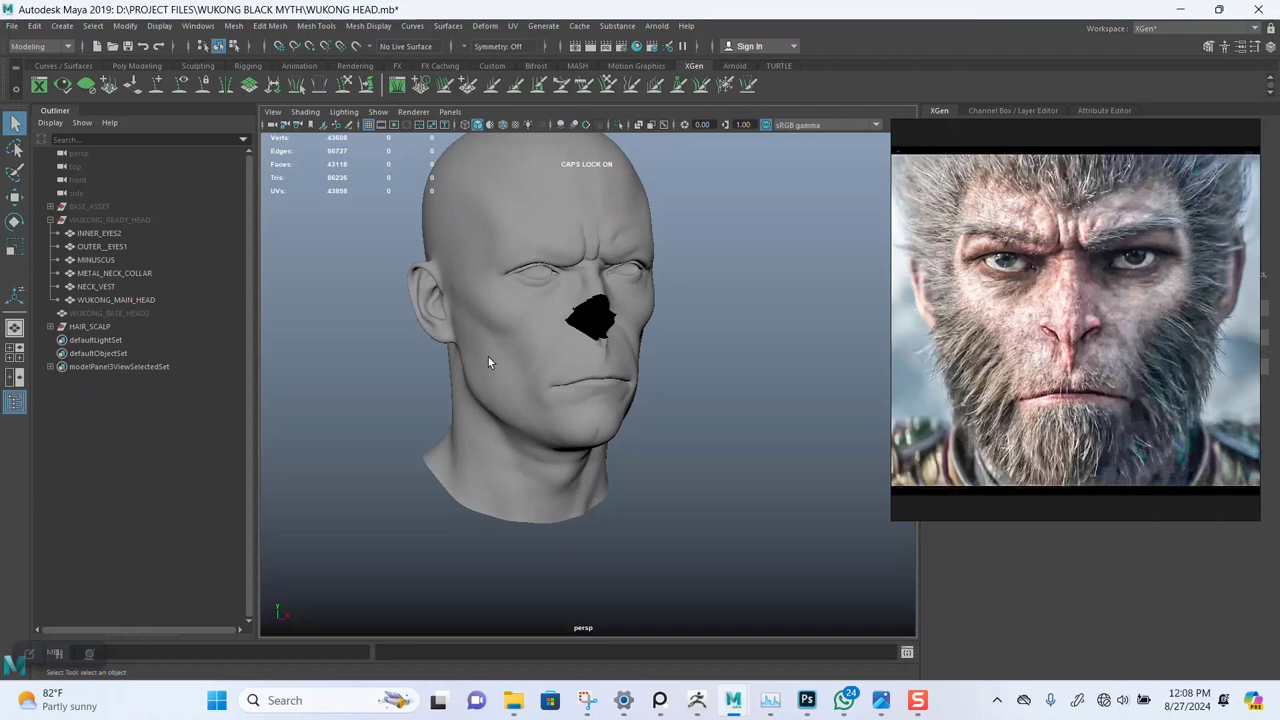 Autodesk Maya 2019: D:\PROJECT FILES\WUKONG BLACK MYTH\WUKONG HEAD.mb*
File Edit Create Select Modify Display Windows Mesh Edit Mesh Mesh Tools Mesh Display Curves Surfaces Deform UV Generate Cache Substance Arnold Help
Workspace: XGen*
Modeling No Live Surface Symmetry: Off Sign In
Curves / Surfaces Poly Modeling Sculpting Rigging Animation Rendering FX FX Caching Custom Bifrost MASH Motion Graphics XGen Arnold TURTLE
Outliner
Display Show Help
Search...
persp
top
front
side
BASE_ASSET
WUKONG_READY_HEAD
INNER_EYES2
OUTER__EYES1
MINUSCUS
METAL_NECK_COLLAR
NECK_VEST
WUKONG_MAIN_HEAD
WUKONG_BASE_HEAD2
HAIR_SCALP
defaultLightSet
defaultObjectSet
modelPanel3ViewSelectedSet
View Shading Lighting Show Renderer Panels
0.00 1.00 sRGB gamma
Verts: 43608 0 0
Edges: 86727 0 0
Faces: 43118 0 0
Tris: 86236 0 0
UVs: 43858 0 0
CAPS LOCK ON
y
x
persp
XGen Channel Box / Layer Editor Attribute Editor
Select Tool: select an object
82°F
Partly sunny
Search
24
12:08 PM
8/27/2024